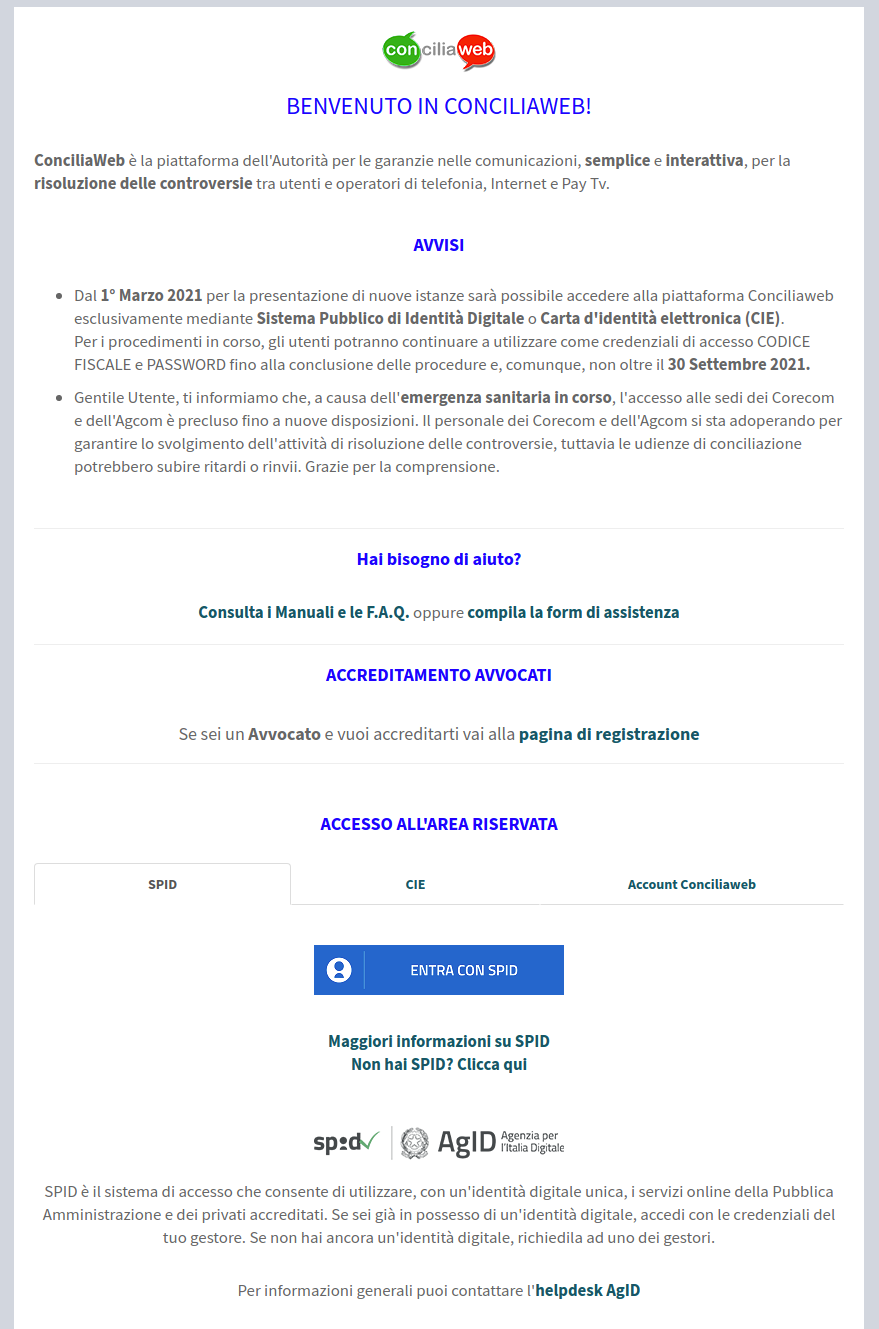 conciliaweb
BENVENUTO IN CONCILIAWEB!
ConciliaWeb è la piattaforma dell'Autorità per le garanzie nelle comunicazioni, semplice e interattiva, per la
risoluzione delle controversie tra utenti e operatori di telefonia, Internet e Pay Tv.
AVVISI
Dal 1° Marzo 2021 per la presentazione di nuove istanze sarà possibile accedere alla piattaforma Conciliaweb
esclusivamente mediante Sistema Pubblico di Identità Digitale o Carta d'identità elettronica (CIE).
Per i procedimenti in corso, gli utenti potranno continuare a utilizzare come credenziali di accesso CODICE
FISCALE e PASSWORD fino alla conclusione delle procedure e, comunque, non oltre il 30 Settembre 2021.
Gentile Utente, ti informiamo che, a causa dell'emergenza sanitaria in corso, l'accesso alle sedi dei Corecom
e dell'Agcom è precluso fino a nuove disposizioni. Il personale dei Corecom e dell'Agcom si sta adoperando per
garantire lo svolgimento dell'attività di risoluzione delle controversie, tuttavia le udienze di conciliazione
potrebbero subire ritardi o rinvii. Grazie per la comprensione.
Hai bisogno di aiuto?
Consulta i Manuali e le F.A.Q. oppure compila la form di assistenza
ACCREDITAMENTO AVVOCATI
Se sei un Avvocato e vuoi accreditarti vai alla pagina di registrazione
ACCESSO ALL'AREA RISERVATA
SPID CIE Account Conciliaweb
ENTRA CON SPID
Maggiori informazioni su SPID
Non hai SPID? Clicca qui
spid AgID Agenzia per
l'Italia Digitale
SPID è il sistema di accesso che consente di utilizzare, con un'identità digitale unica, i servizi online della Pubblica
Amministrazione e dei privati accreditati. Se sei già in possesso di un'identità digitale, accedi con le credenziali del
tuo gestore. Se non hai ancora un'identità digitale, richiedila ad uno dei gestori.
Per informazioni generali puoi contattare l'helpdesk AgID